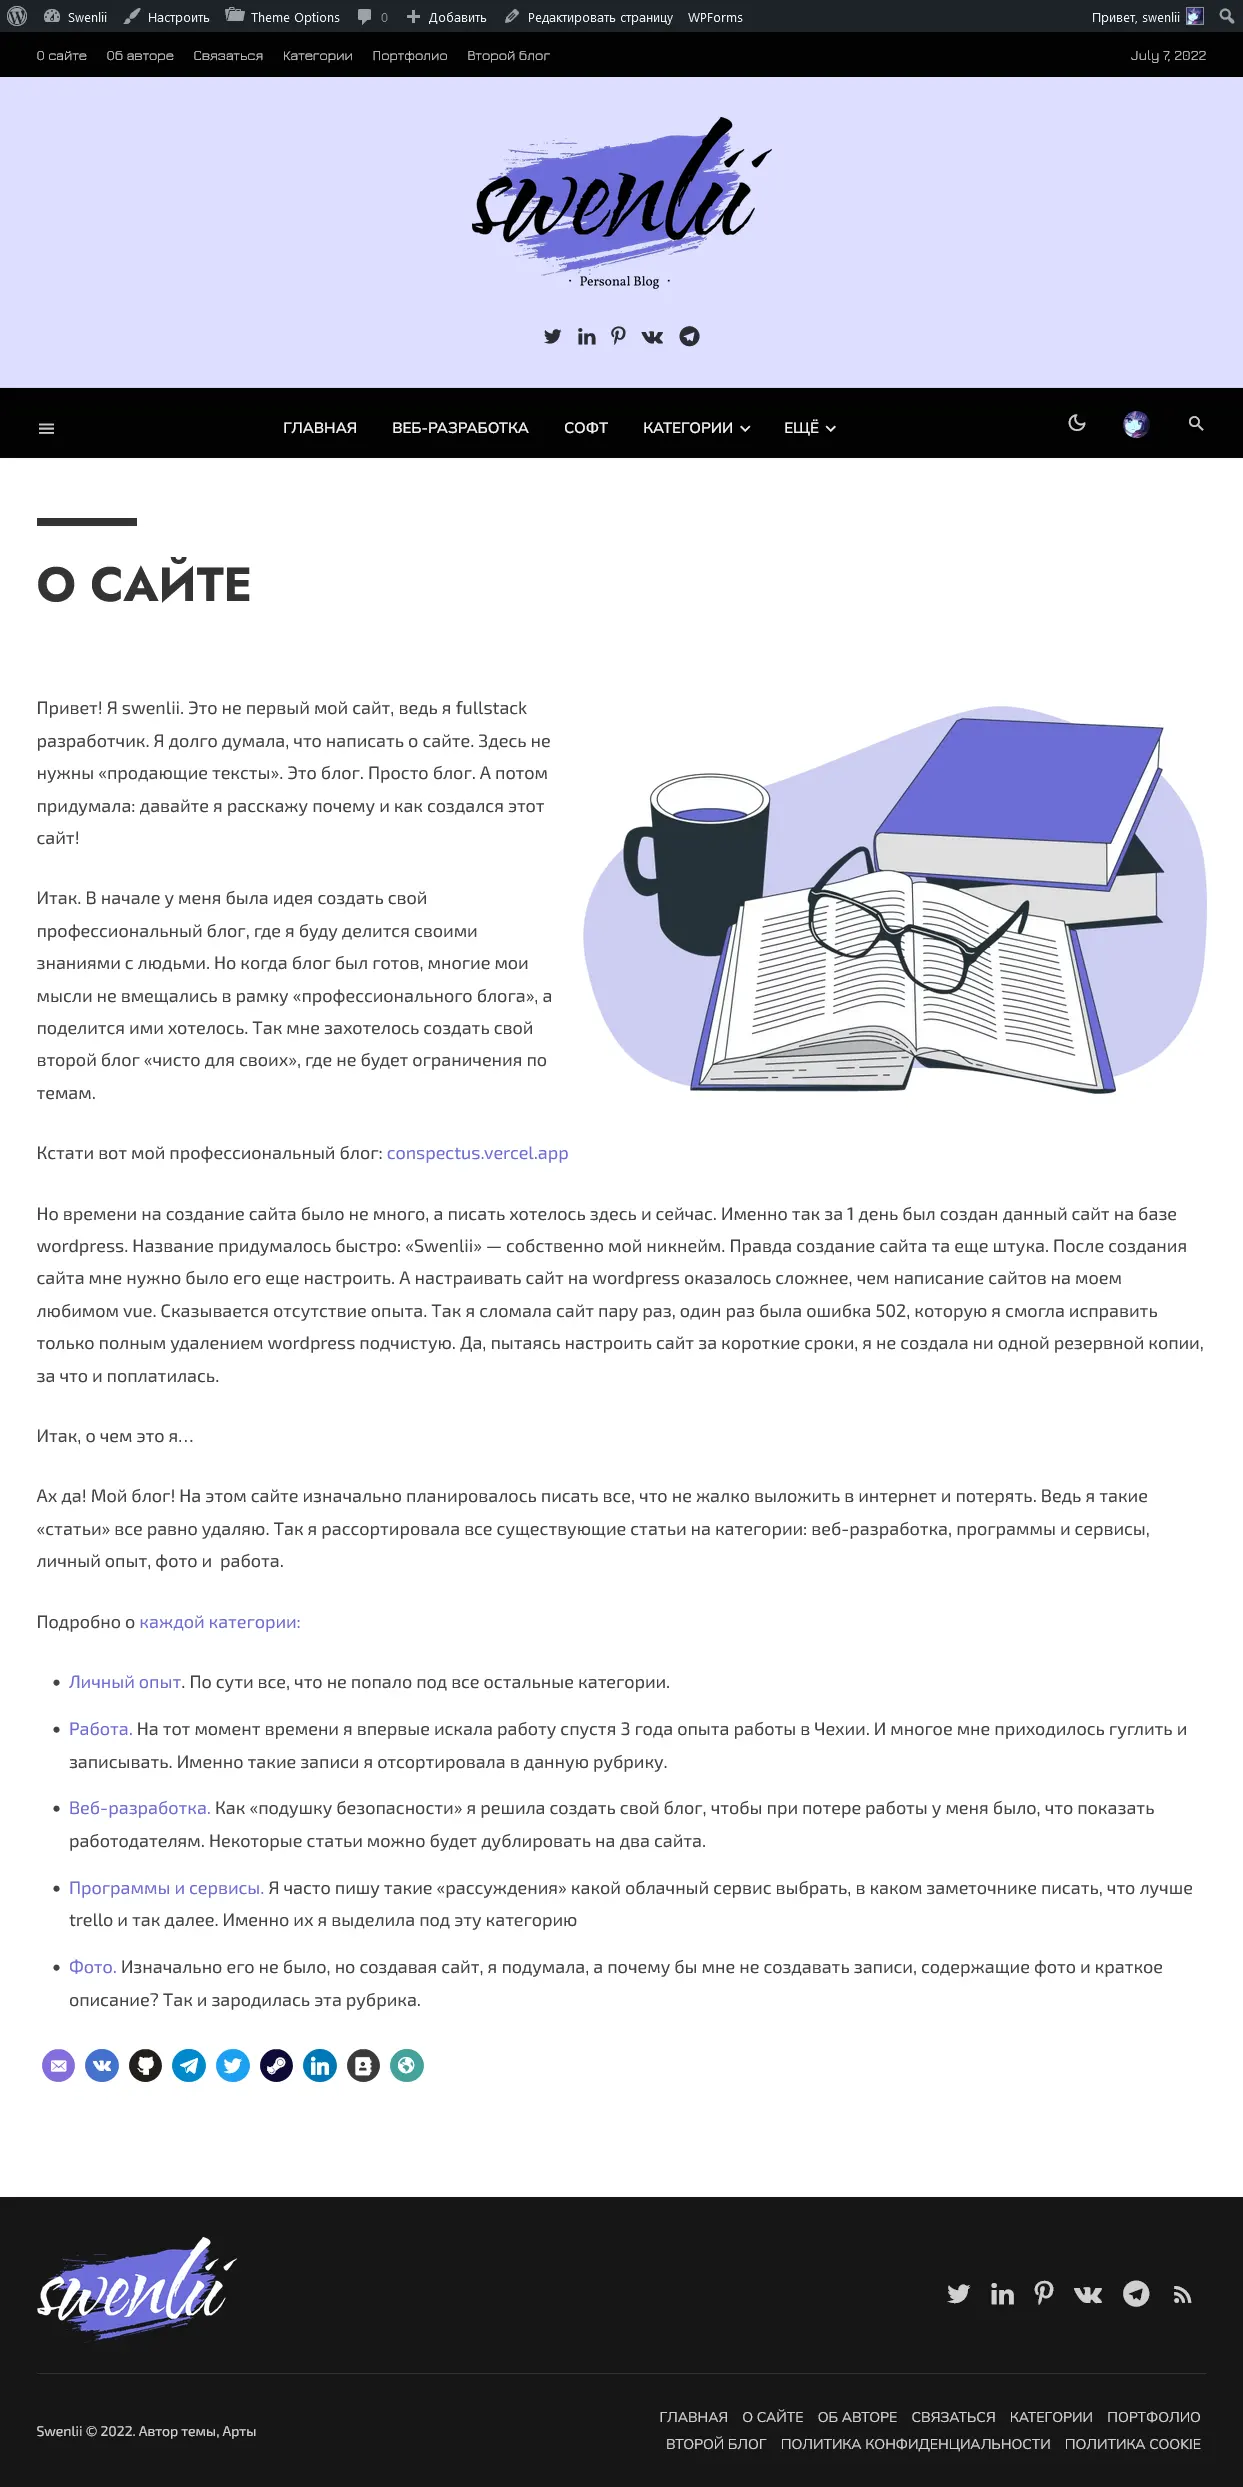 Swenlii Настроить Theme Options 0 Добавить Редактировать страницу WPForms Привет, swenlii
О сайте Об авторе Связаться Категории Портфолио Второй блог July 7, 2022
swenlii
· Personal Blog ·
ГЛАВНАЯ ВЕБ-РАЗРАБОТКА СОФТ КАТЕГОРИИ ЕЩЁ
О САЙТЕ
Привет! Я swenlii. Это не первый мой сайт, ведь я fullstack
разработчик. Я долго думала, что написать о сайте. Здесь не
нужны «продающие тексты». Это блог. Просто блог. А потом
придумала: давайте я расскажу почему и как создался этот
сайт!
Итак. В начале у меня была идея создать свой
профессиональный блог, где я буду делится своими
знаниями с людьми. Но когда блог был готов, многие мои
мысли не вмещались в рамку «профессионального блога», а
поделится ими хотелось. Так мне захотелось создать свой
второй блог «чисто для своих», где не будет ограничения по
темам.
Кстати вот мой профессиональный блог: conspectus.vercel.app
Но времени на создание сайта было не много, а писать хотелось здесь и сейчас. Именно так за 1 день был создан данный сайт на базе
wordpress. Название придумалось быстро: «Swenlii» — собственно мой никнейм. Правда создание сайта та еще штука. После создания
сайта мне нужно было его еще настроить. А настраивать сайт на wordpress оказалось сложнее, чем написание сайтов на моем
любимом vue. Сказывается отсутствие опыта. Так я сломала сайт пару раз, один раз была ошибка 502, которую я смогла исправить
только полным удалением wordpress подчистую. Да, пытаясь настроить сайт за короткие сроки, я не создала ни одной резервной копии,
за что и поплатилась.
Итак, о чем это я…
Ах да! Мой блог! На этом сайте изначально планировалось писать все, что не жалко выложить в интернет и потерять. Ведь я такие
«статьи» все равно удаляю. Так я рассортировала все существующие статьи на категории: веб-разработка, программы и сервисы,
личный опыт, фото и  работа.
Подробно о каждой категории:
• Личный опыт. По сути все, что не попало под все остальные категории.
• Работа. На тот момент времени я впервые искала работу спустя 3 года опыта работы в Чехии. И многое мне приходилось гуглить и
записывать. Именно такие записи я отсортировала в данную рубрику.
• Веб-разработка. Как «подушку безопасности» я решила создать свой блог, чтобы при потере работы у меня было, что показать
работодателям. Некоторые статьи можно будет дублировать на два сайта.
• Программы и сервисы. Я часто пишу такие «рассуждения» какой облачный сервис выбрать, в каком заметочнике писать, что лучше
trello и так далее. Именно их я выделила под эту категорию
• Фото. Изначально его не было, но создавая сайт, я подумала, а почему бы мне не создавать записи, содержащие фото и краткое
описание? Так и зародилась эта рубрика.
swenlii
Swenlii © 2022. Автор темы, Арты
ГЛАВНАЯ О САЙТЕ ОБ АВТОРЕ СВЯЗАТЬСЯ КАТЕГОРИИ ПОРТФОЛИО
ВТОРОЙ БЛОГ ПОЛИТИКА КОНФИДЕНЦИАЛЬНОСТИ ПОЛИТИКА COOKIE